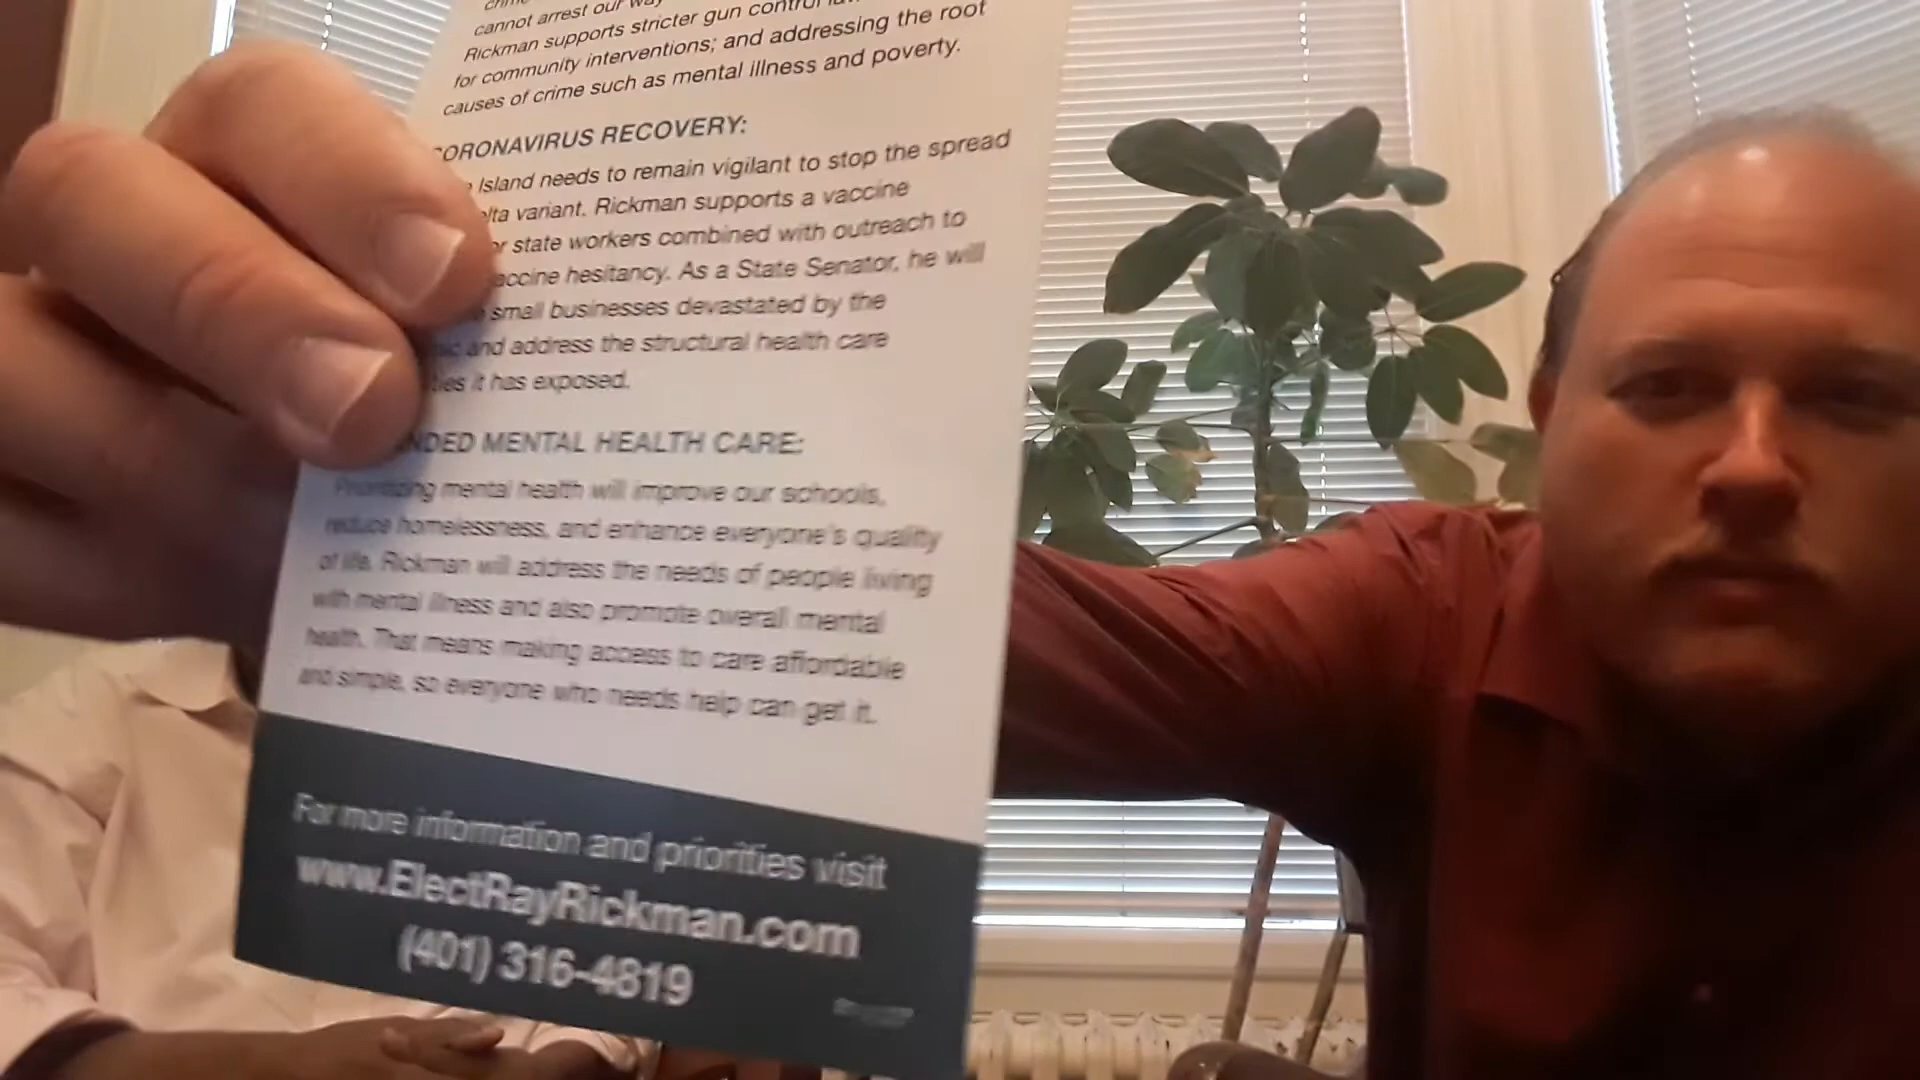 cannot arrest our way
Rickman supports stricter gun control
for community interventions; and addressing the root
causes of crime such as mental illness and poverty.
CORONAVIRUS RECOVERY:
Island needs to remain vigilant to stop the spread
lta variant. Rickman supports a vaccine
or state workers combined with outreach to
accine hesitancy. As a State Senator, he will
small businesses devastated by the
and address the structural health care
ies it has exposed.
NDED MENTAL HEALTH CARE:
Prioritizing mental health will improve our schools,
reduce homelessness, and enhance everyone's quality
of life. Rickman will address the needs of people living
with mental illness and also promote overall mental
health. That means making access to care affordable
and simple, so everyone who needs help can get it.
For more information and priorities visit
www.ElectRayRickman.com
(401) 316-4819